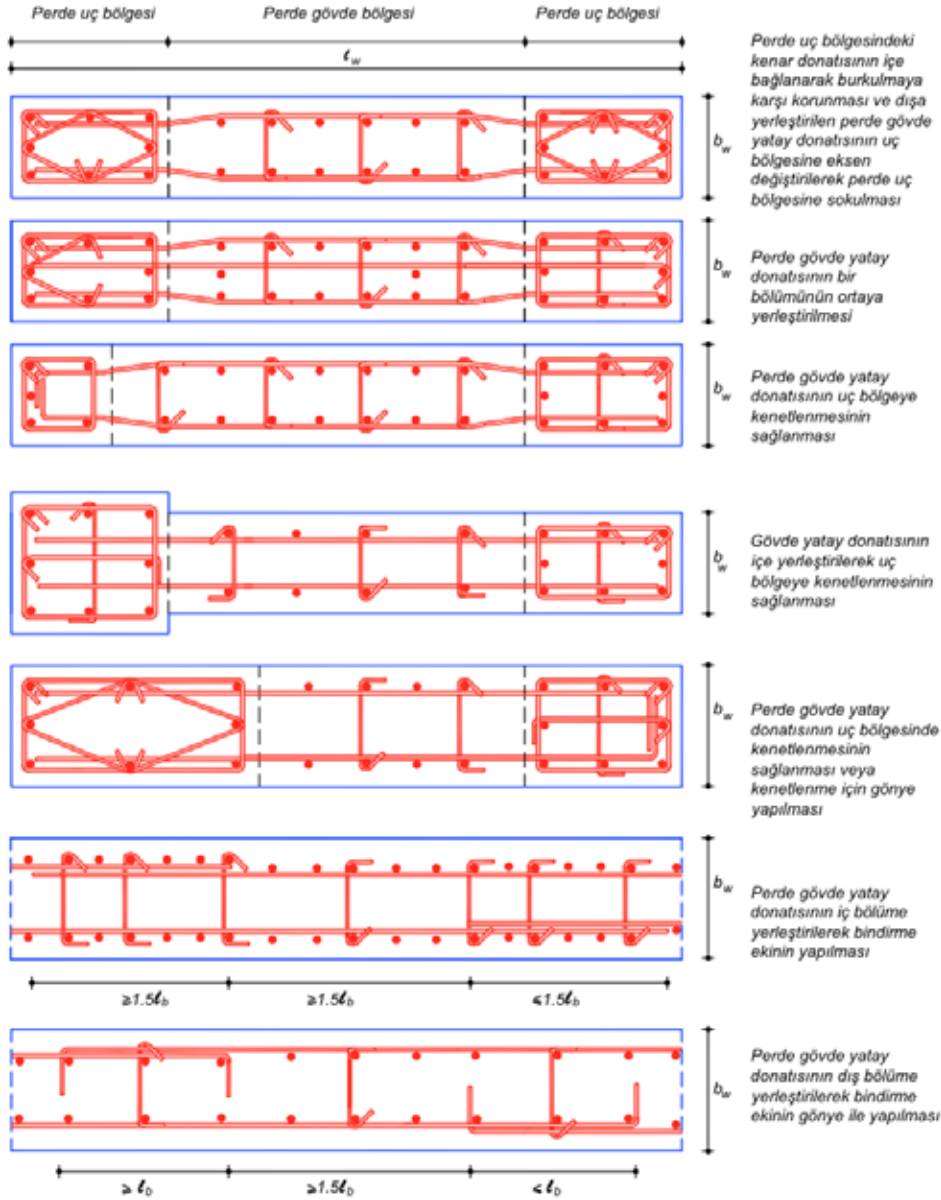 Perde uç bölgesi
Perde gövde bölgesi
Perde uç bölgesi
ℓw
bw
Perde uç bölgesindeki
kenar donatısının içe
bağlanarak burkulmaya
karşı korunması ve dışa
yerleştirilen perde gövde
yatay donatısının uç
bölgesine eksen
değiştirilerek perde uç
bölgesine sokulması
bw
Perde gövde yatay
donatısının bir
bölümünün ortaya
yerleştirilmesi
bw
Perde gövde yatay
donatısının uç bölgeye
kenetlenmesinin
sağlanması
bw
Gövde yatay donatısının
içe yerleştirilerek uç
bölgeye kenetlenmesinin
sağlanması
bw
Perde gövde yatay
donatısının uç bölgesinde
kenetlenmesinin
sağlanması veya
kenetlenme için gönye
yapılması
bw
Perde gövde yatay
donatısının iç bölüme
yerleştirilerek bindirme
ekinin yapılması
≥1.5ℓb
≥1.5ℓb
≤1.5ℓb
bw
Perde gövde yatay
donatısının dış bölüme
yerleştirilerek bindirme
ekinin gönye ile yapılması
≥ ℓb
≥1.5ℓb
< ℓb